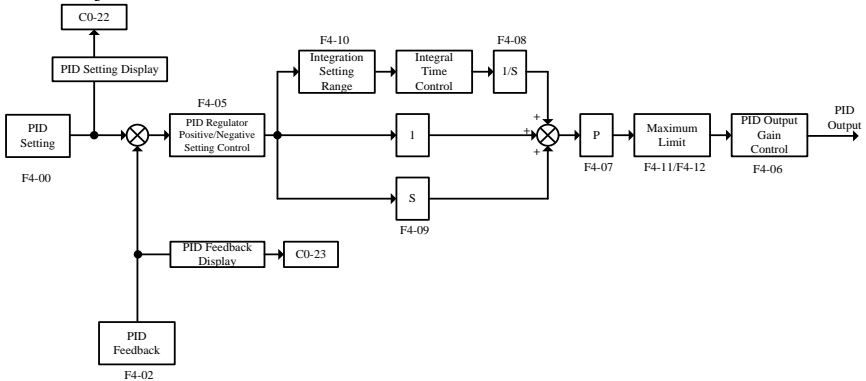 C0-22
PID Setting Display
F4-10
Integration
Setting
Range
Integral
Time
Control
F4-08
1/S
F4-05
PID Regulator
Positive/Negative
Setting Control
PID
Setting
F4-00
1
+
+
+
P
F4-07
Maximum
Limit
F4-11/F4-12
PID Output
Gain
Control
F4-06
PID
Output
S
F4-09
PID Feedback
Display
C0-23
PID
Feedback
F4-02